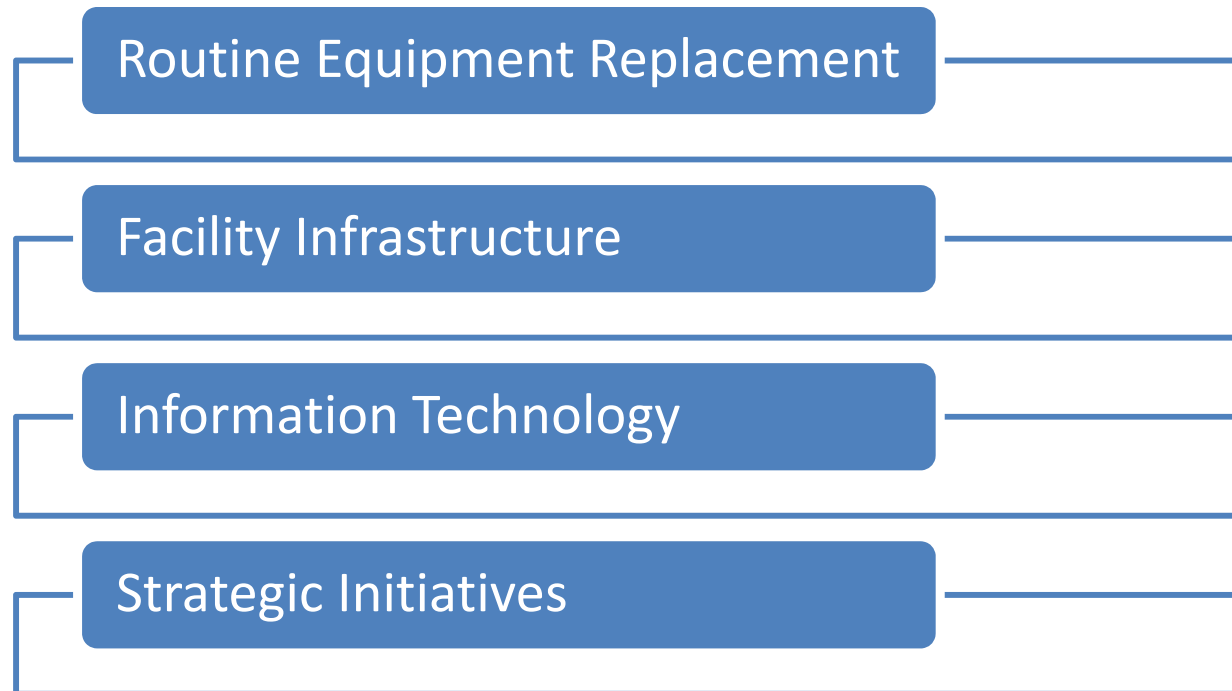 Routine Equipment Replacement
Facility Infrastructure
Information Technology
Strategic Initiatives